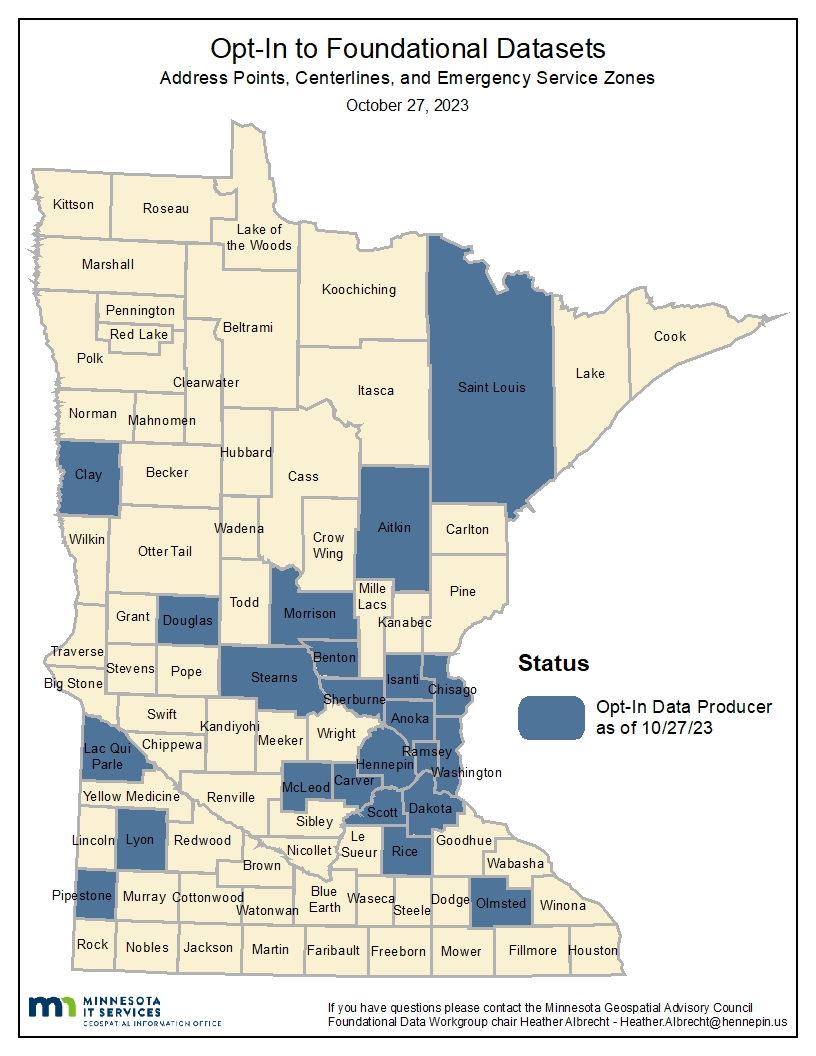 Opt-In to Foundational Datasets
Address Points, Centerlines, and Emergency Service Zones
October 27, 2023
Kittson
Roseau
Lake of
the Woods
Marshall
Koochiching
Pennington
Red Lake
Beltrami
Polk
Cook
Lake
Saint Louis
Clearwater
Itasca
Norman
Mahnomen
Hubbard
Clay
Becker
Cass
Wadena
Aitkin
Carlton
Wilkin
Crow
Wing
Otter Tail
Mille
Lacs
Pine
Todd
Grant
Douglas
Morrison
Kanabec
Traverse
Benton
Stevens
Pope
Stearns
Isanti
Big Stone
Chisago
Sherburne
Status
Opt-In Data Producer
as of 10/27/23
Swift
Kandiyohi
Anoka
Meeker
Wright
Chippewa
Lac Qui
Parle
Ramsey
Hennepin
Washington
McLeod
Carver
Yellow Medicine
Renville
Scott
Dakota
Sibley
Lincoln
Lyon
Redwood
Nicollet
Le
Sueur
Rice
Goodhue
Wabasha
Brown
Pipestone
Murray
Cottonwood
Watonwan
Blue
Earth
Waseca
Steele
Dodge
Olmsted
Winona
Rock
Nobles
Jackson
Martin
Faribault
Freeborn
Mower
Fillmore
Houston
MINNESOTA
IT SERVICES
GEOSPATIAL INFORMATION OFFICE
If you have questions please contact the Minnesota Geospatial Advisory Council
Foundational Data Workgroup chair Heather Albrecht - Heather.Albrecht@hennepin.us